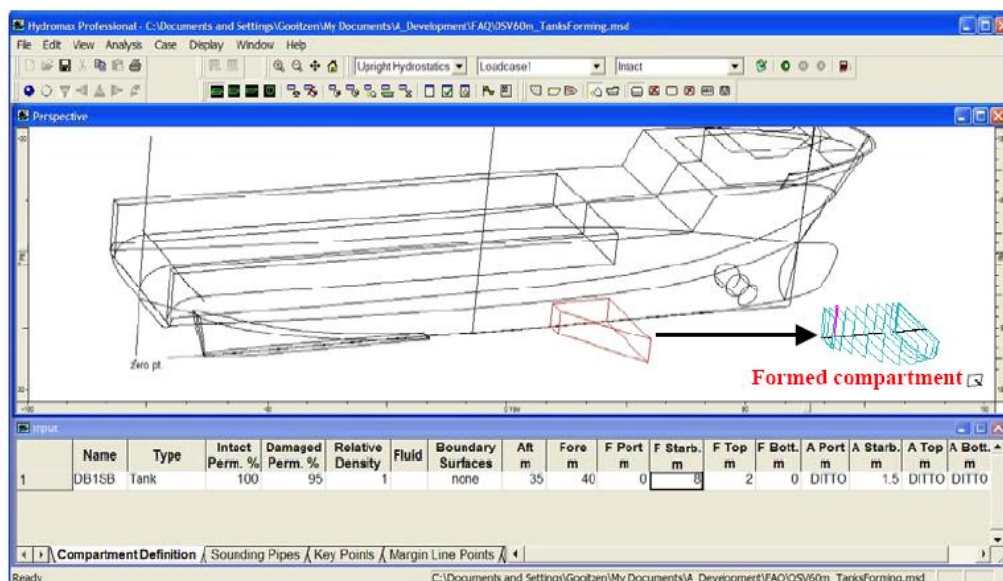 Hydromax Professional - C:\Documents and Settings\Gooitzen\My Documents\A_Development\FAQ\OSV60m_TanksForming.msd
File Edit View Analysis Case Display Window Help
Upright Hydrostatics Loadcase1 Intact
Perspective
Zero pt.
Formed compartment
Input
Name Type Intact Perm. % Damaged Perm. % Relative Density Fluid Boundary Surfaces Aft m Fore m F Port m F Starb. m F Top m F Bott. m A Port m A Starb. m A Top m A Bott. m
1 DB1SB Tank 100 95 1 none 35 40 0 8 2 0 DITTO 1.5 DITTO DITTO
Compartment Definition Sounding Pipes Key Points Margin Line Points
Ready C:\Documents and Settings\Gooitzen\My Documents\A_Development\FAQ\OSV60m_TanksForming.msd